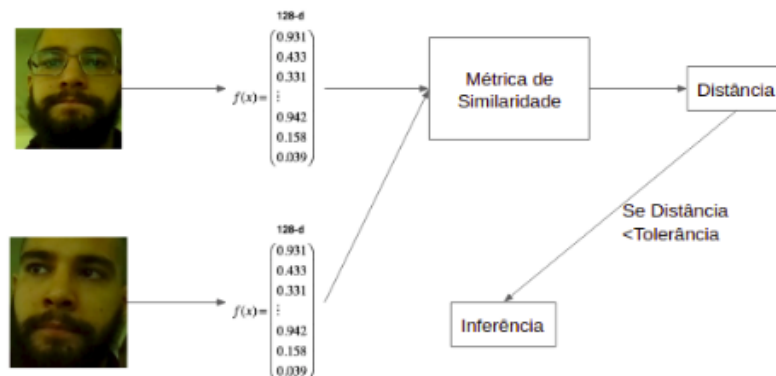 128-d
0.931
0.433
0.331
f(x)= ⋮
0.942
0.158
0.039
Métrica de
Similaridade
Distância
Se Distância
<Tolerância
128-d
0.931
0.433
0.331
f(x)= ⋮
0.942
0.158
0.039
Inferência